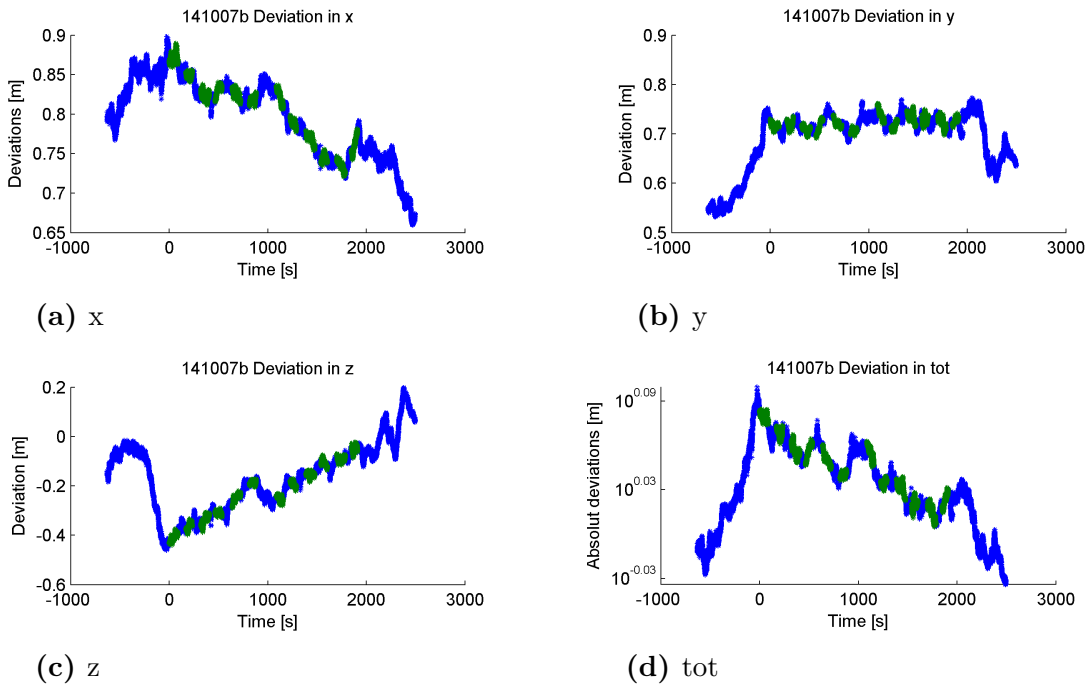 141007b Deviation in x
0.9
0.85
0.8
0.75
0.7
0.65
Deviations [m]
-1000 0 1000 2000 3000
Time [s]
(a) x
141007b Deviation in y
0.9
0.8
0.7
0.6
0.5
Deviation [m]
-1000 0 1000 2000 3000
Time [s]
(b) y
141007b Deviation in z
0.2
0
-0.2
-0.4
-0.6
Deviation [m]
-1000 0 1000 2000 3000
Time [s]
(c) z
141007b Deviation in tot
10^0.09
10^0.03
10^-0.03
Absolut deviations [m]
-1000 0 1000 2000 3000
Time [s]
(d) tot